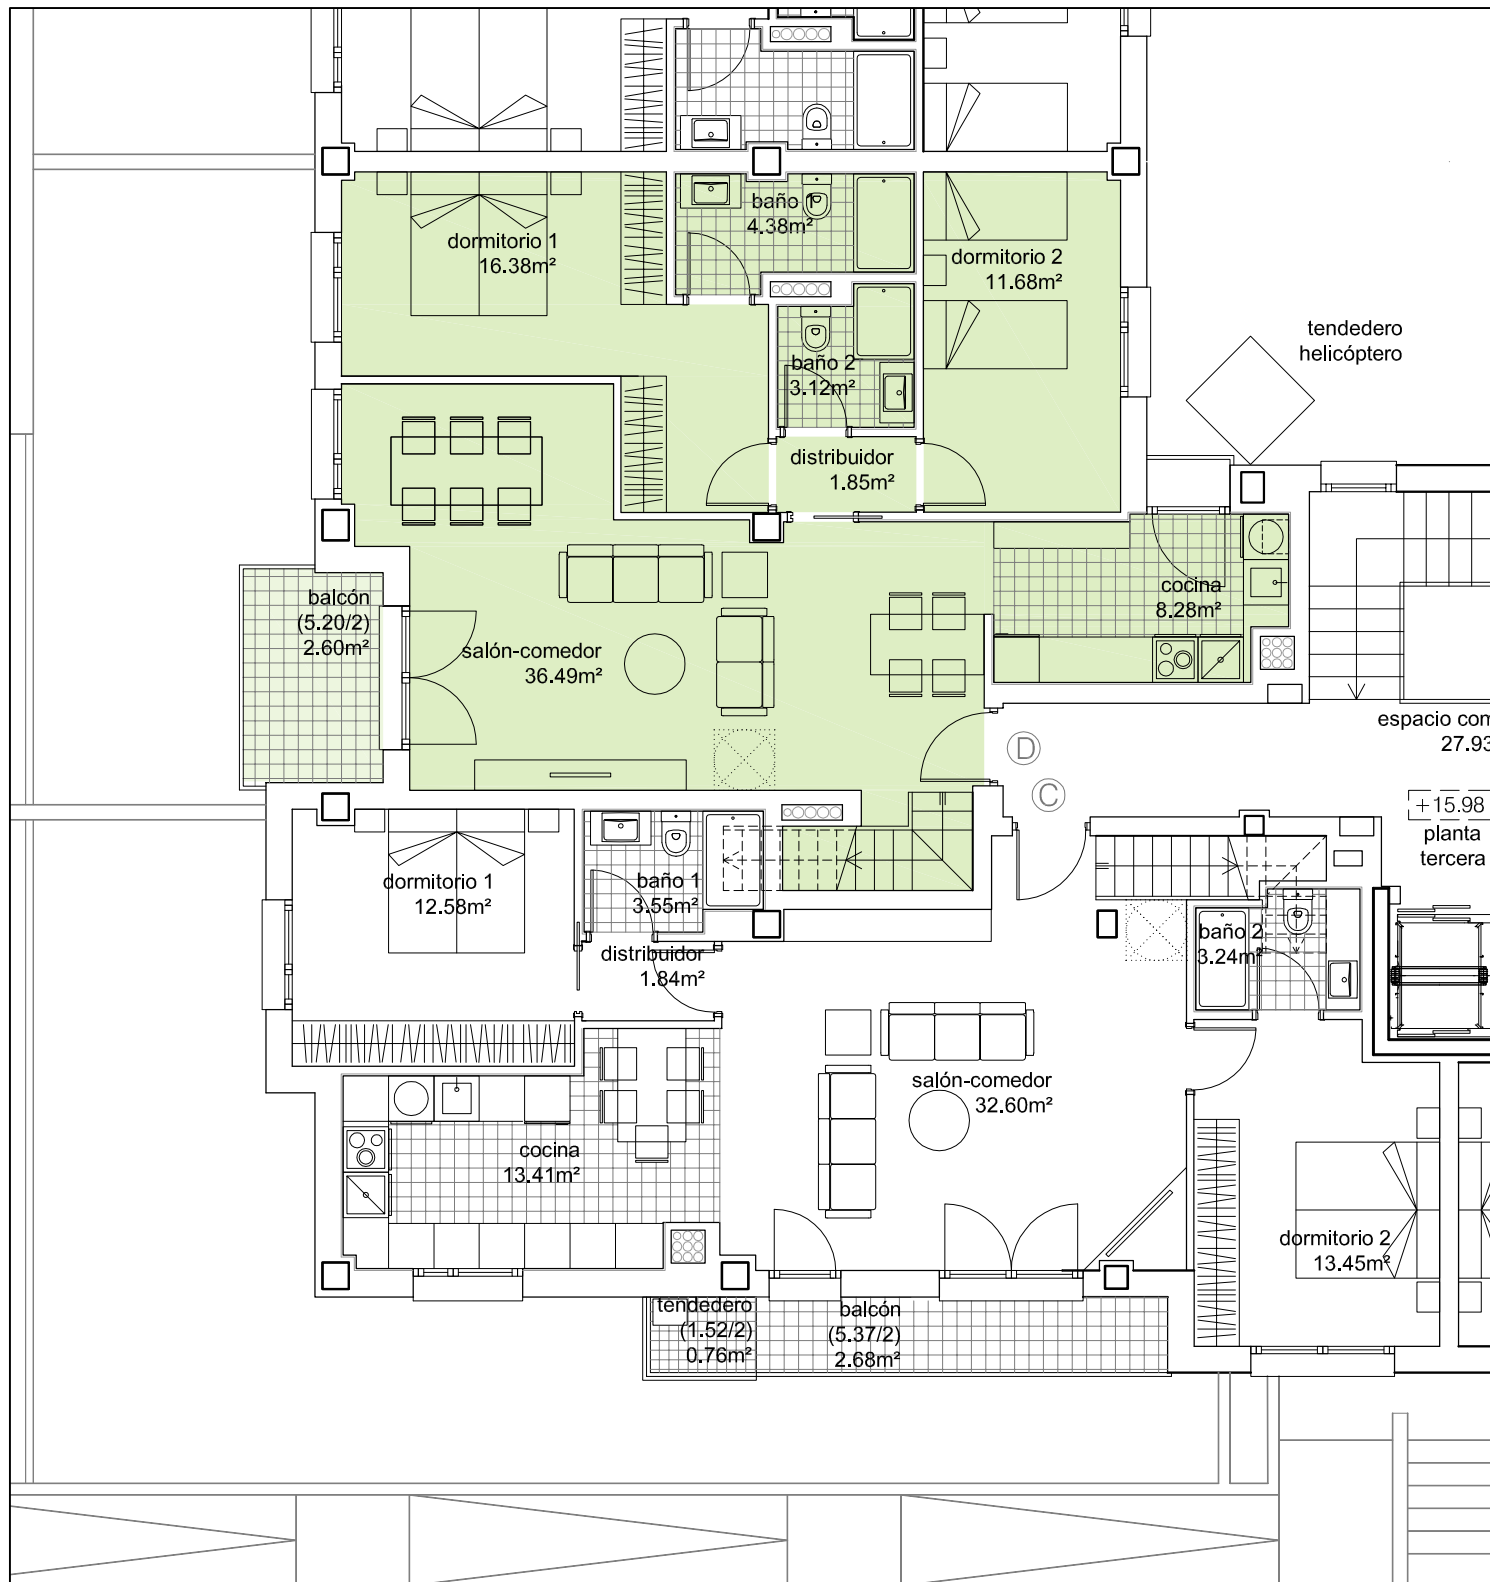 baño 1
4.38m²
dormitorio 1
16.38m²
dormitorio 2
11.68m²
tendedero
helicóptero
baño 2
3.12m²
distribuidor
1.85m²
balcón
(5.20/2)
2.60m²
cocina
8.28m²
salón-comedor
36.49m²
espacio com
27.93
D
C
+15.98
planta
tercera
dormitorio 1
12.58m²
baño 1
3.55m²
distribuidor
1.84m²
baño 2
3.24m²
salón-comedor
32.60m²
cocina
13.41m²
dormitorio 2
13.45m²
tendedero
(1.52/2)
0.76m²
balcón
(5.37/2)
2.68m²